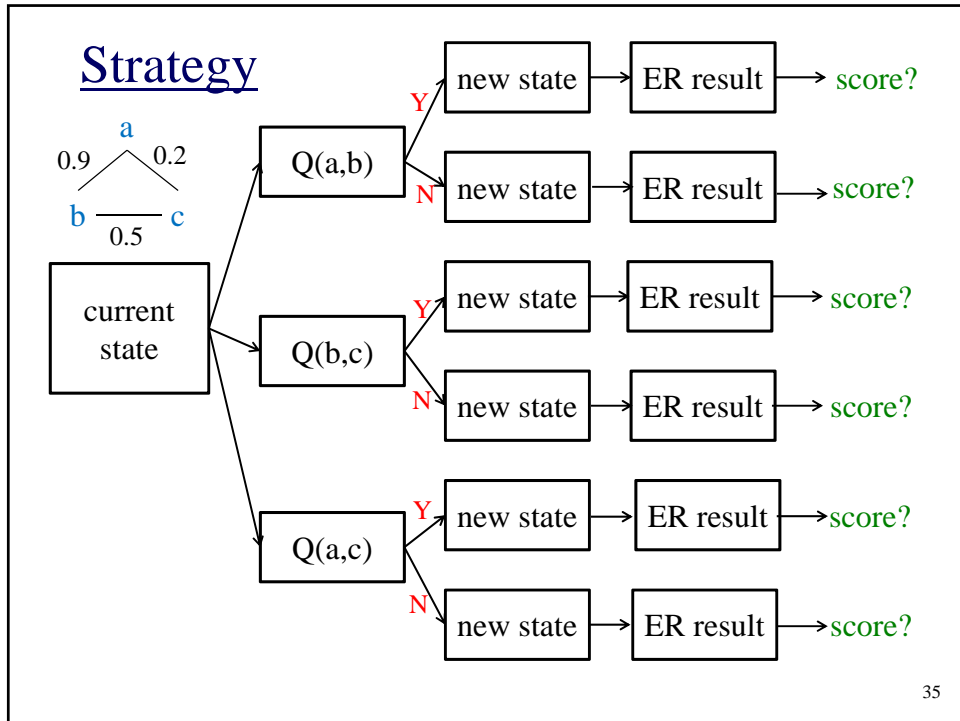 Strategy
a
0.9
0.2
b
c
0.5
current
state
Q(a,b)
Y
new state
ER result
score?
N
new state
ER result
score?
Q(b,c)
Y
new state
ER result
score?
N
new state
ER result
score?
Q(a,c)
Y
new state
ER result
score?
N
new state
ER result
score?
35